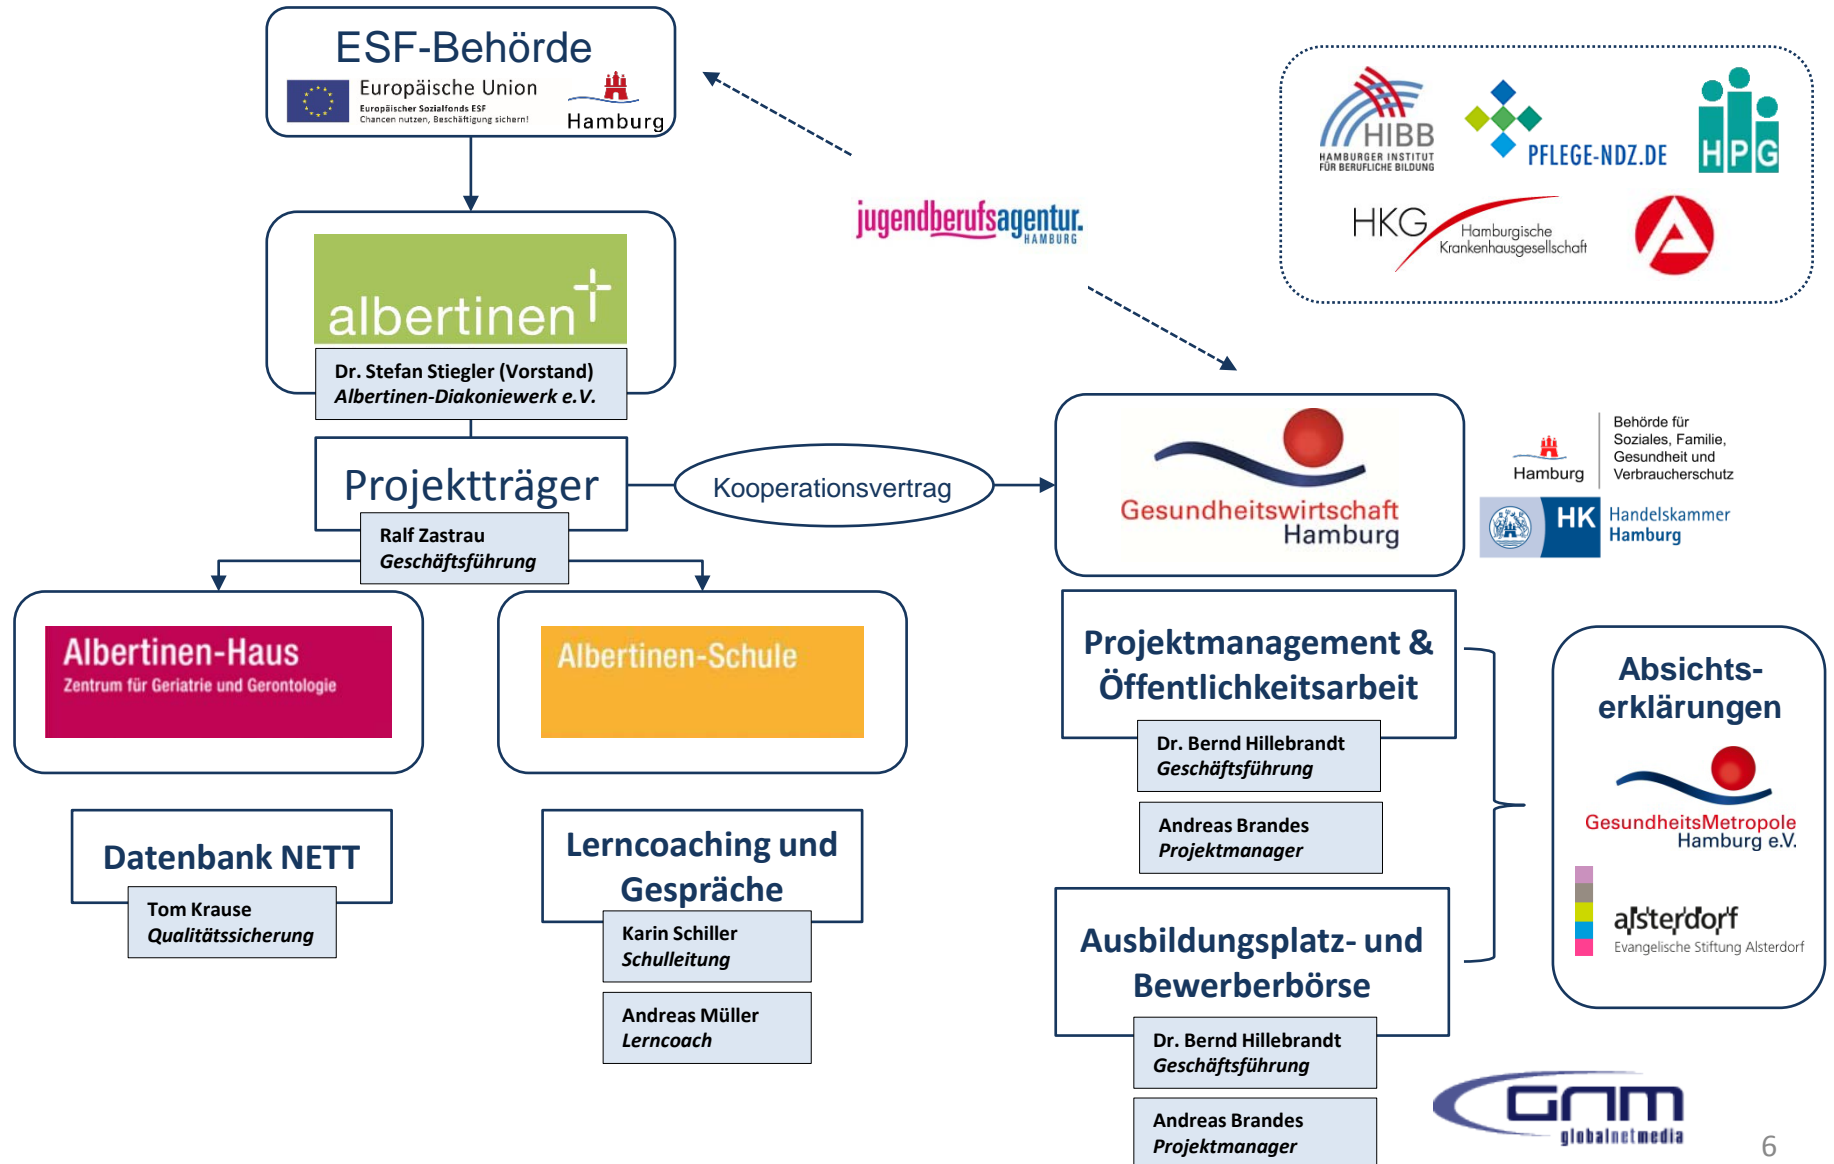 ESF-Behörde
Europäische Union
Europäischer Sozialfonds ESF
Chancen nutzen, Beschäftigung sichern!
Hamburg
jugendberufsagentur.
HAMBURG
HIBB
HAMBURGER INSTITUT
FÜR BERUFLICHE BILDUNG
PFLEGE-NDZ.DE
HPG
HKG
Hamburgische
Krankenhausgesellschaft
albertinen
Dr. Stefan Stiegler (Vorstand)
Albertinen-Diakoniewerk e.V.
Projektträger
Ralf Zastrau
Geschäftsführung
Kooperationsvertrag
Gesundheitswirtschaft
Hamburg
Hamburg
Behörde für
Soziales, Familie,
Gesundheit und
Verbraucherschutz
HK
Handelskammer
Hamburg
Albertinen-Haus
Zentrum für Geriatrie und Gerontologie
Albertinen-Schule
Datenbank NETT
Tom Krause
Qualitätssicherung
Lerncoaching und
Gespräche
Karin Schiller
Schulleitung
Andreas Müller
Lerncoach
Projektmanagement &
Öffentlichkeitsarbeit
Dr. Bernd Hillebrandt
Geschäftsführung
Andreas Brandes
Projektmanager
Ausbildungsplatz- und
Bewerberbörse
Dr. Bernd Hillebrandt
Geschäftsführung
Andreas Brandes
Projektmanager
Absichts-
erklärungen
GesundheitsMetropole
Hamburg e.V.
alsterdorf
Evangelische Stiftung Alsterdorf
GNM
globalnetmedia
6